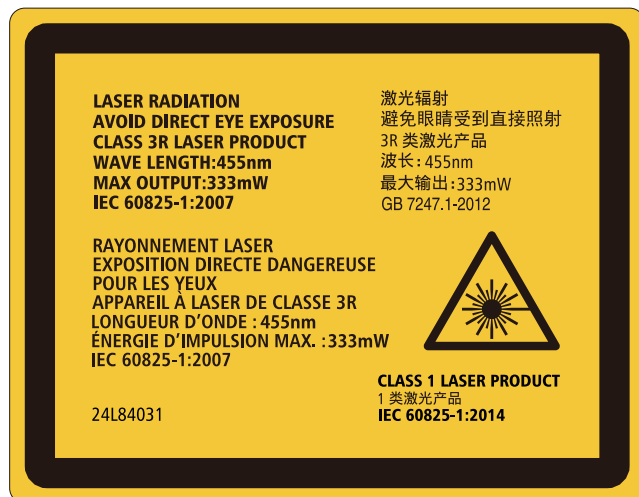 LASER RADIATION
AVOID DIRECT EYE EXPOSURE
CLASS 3R LASER PRODUCT
WAVE LENGTH:455nm
MAX OUTPUT:333mW
IEC 60825-1:2007
激光辐射
避免眼睛受到直接照射
3R 类激光产品
波长: 455nm
最大输出:333mW
GB 7247.1-2012
RAYONNEMENT LASER
EXPOSITION DIRECTE DANGEREUSE
POUR LES YEUX
APPAREIL À LASER DE CLASSE 3R
LONGUEUR D'ONDE : 455nm
ÉNERGIE D'IMPULSION MAX. :333mW
IEC 60825-1:2007
24L84031
CLASS 1 LASER PRODUCT
1 类激光产品
IEC 60825-1:2014